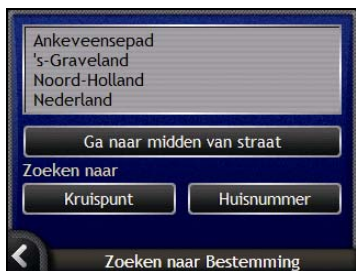 Ankeveensepad
's-Graveland
Noord-Holland
Nederland
Ga naar midden van straat
Zoeken naar
Kruispunt Huisnummer
Zoeken naar Bestemming